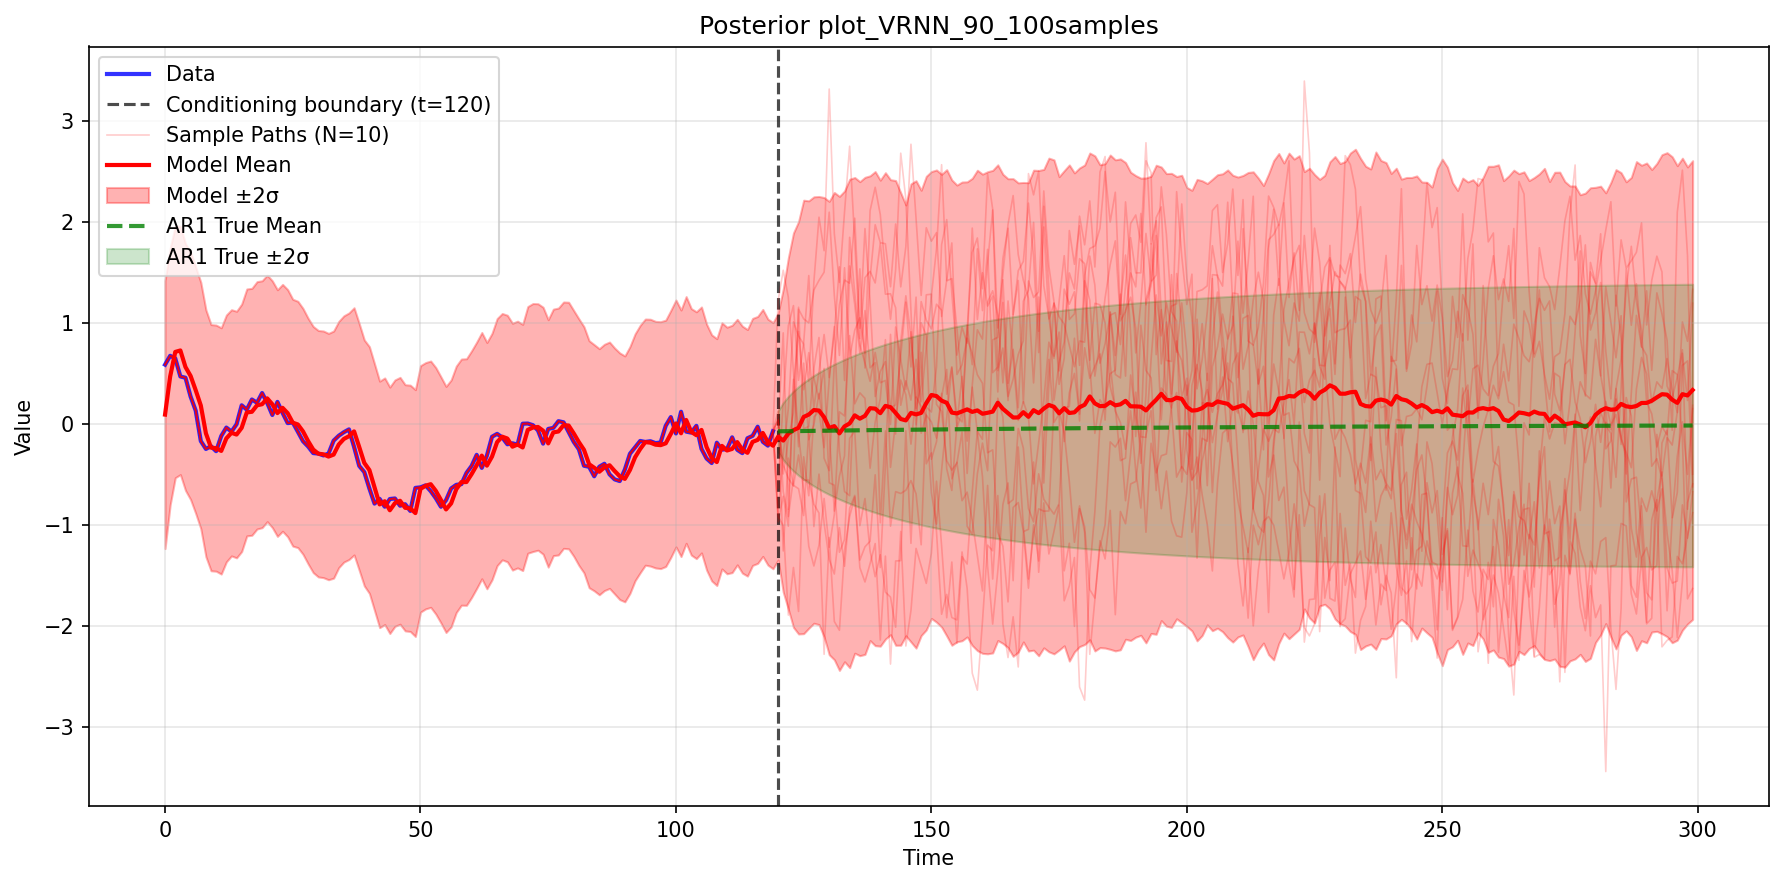 Posterior plot_VRNN_90_100samples
Data
Conditioning boundary (t=120)
Sample Paths (N=10)
Model Mean
Model ±2σ
AR1 True Mean
AR1 True ±2σ
Value
3
2
1
0
−1
−2
−3
0 50 100 150 200 250 300
Time